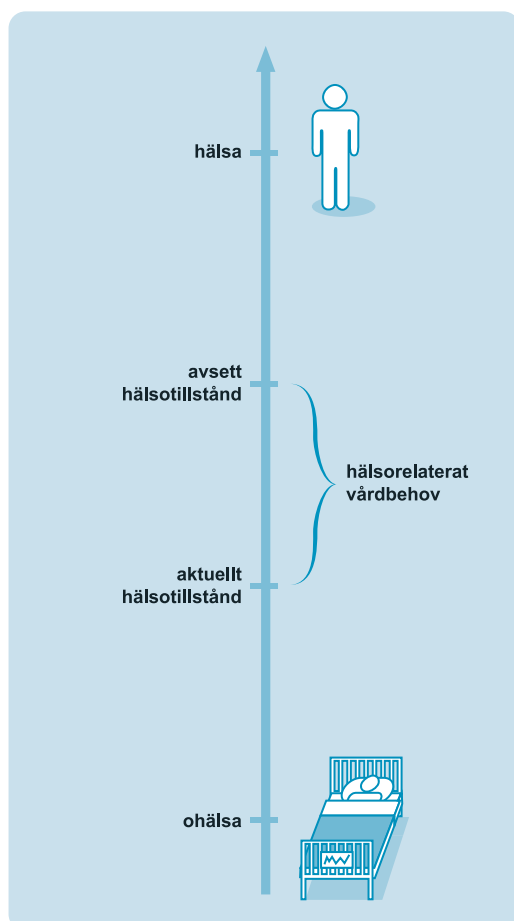 hälsa
avsett
hälsotillstånd
hälsorelaterat
vårdbehov
aktuellt
hälsotillstånd
ohälsa